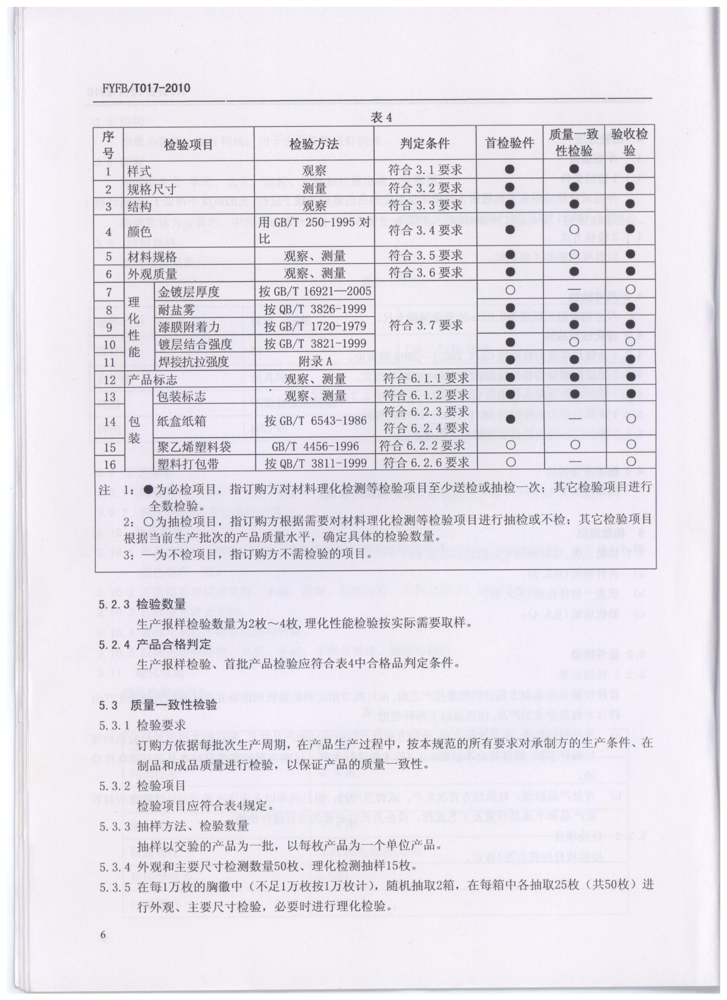 FYFB/T017-2010
表 4
序号 检验项目 检验方法 判定条件 首检验件 质量一致性检验 验收检验
1 样式 观察 符合 3.1 要求 ● ● ●
2 规格尺寸 测量 符合 3.2 要求 ● ● ●
3 结构 观察 符合 3.3 要求 ● ● ●
4 颜色 用 GB/T 250-1995 对比 符合 3.4 要求 ● ○ ●
5 材料规格 观察、测量 符合 3.5 要求 ● ○ ●
6 外观质量 观察、测量 符合 3.6 要求 ● ● ●
理化性能
7 金镀层厚度 按 GB/T 16921—2005 ○ — ○
8 耐盐雾 按 QB/T 3826-1999 ● ● ●
9 漆膜附着力 按 GB/T 1720-1979 符合 3.7 要求 ● ● ●
10 镀层结合强度 按 GB/T 3821-1999 ● ○ ○
11 焊接抗拉强度 附录 A ● ● ●
12 产品标志 观察、测量 符合 6.1.1 要求 ● ● ●
包装
13 包装标志 观察、测量 符合 6.1.2 要求 ● ● ●
14 纸盒纸箱 按 GB/T 6543-1986 符合 6.2.3 要求 符合 6.2.4 要求 ● — ○
15 聚乙烯塑料袋 GB/T 4456-1996 符合 6.2.2 要求 ○ ○ ○
16 塑料打包带 按 QB/T 3811-1999 符合 6.2.6 要求 ○ — ○
注 1：●为必检项目，指订购方对材料理化检测等检验项目至少送检或抽检一次；其它检验项目进行
全数检验。
2：○为抽检项目，指订购方根据需要对材料理化检测等检验项目进行抽检或不检；其它检验项目
根据当前生产批次的产品质量水平，确定具体的检验数量。
3：—为不检项目，指订购方不需检验的项目。
5.2.3 检验数量
生产报样检验数量为2枚～4枚,理化性能检验按实际需要取样。
5.2.4 产品合格判定
生产报样检验、首批产品检验应符合表4中合格品判定条件。
5.3 质量一致性检验
5.3.1 检验要求
订购方依据每批次生产周期，在产品生产过程中，按本规范的所有要求对承制方的生产条件、在
制品和成品质量进行检验，以保证产品的质量一致性。
5.3.2 检验项目
检验项目应符合表4规定。
5.3.3 抽样方法、检验数量
抽样以交验的产品为一批，以每枚产品为一个单位产品。
5.3.4 外观和主要尺寸检测数量50枚、理化检测抽样15枚。
5.3.5 在每1万枚的胸徽中（不足1万枚按1万枚计），随机抽取2箱，在每箱中各抽取25枚（共50枚）进
行外观、主要尺寸检验，必要时进行理化检验。
6